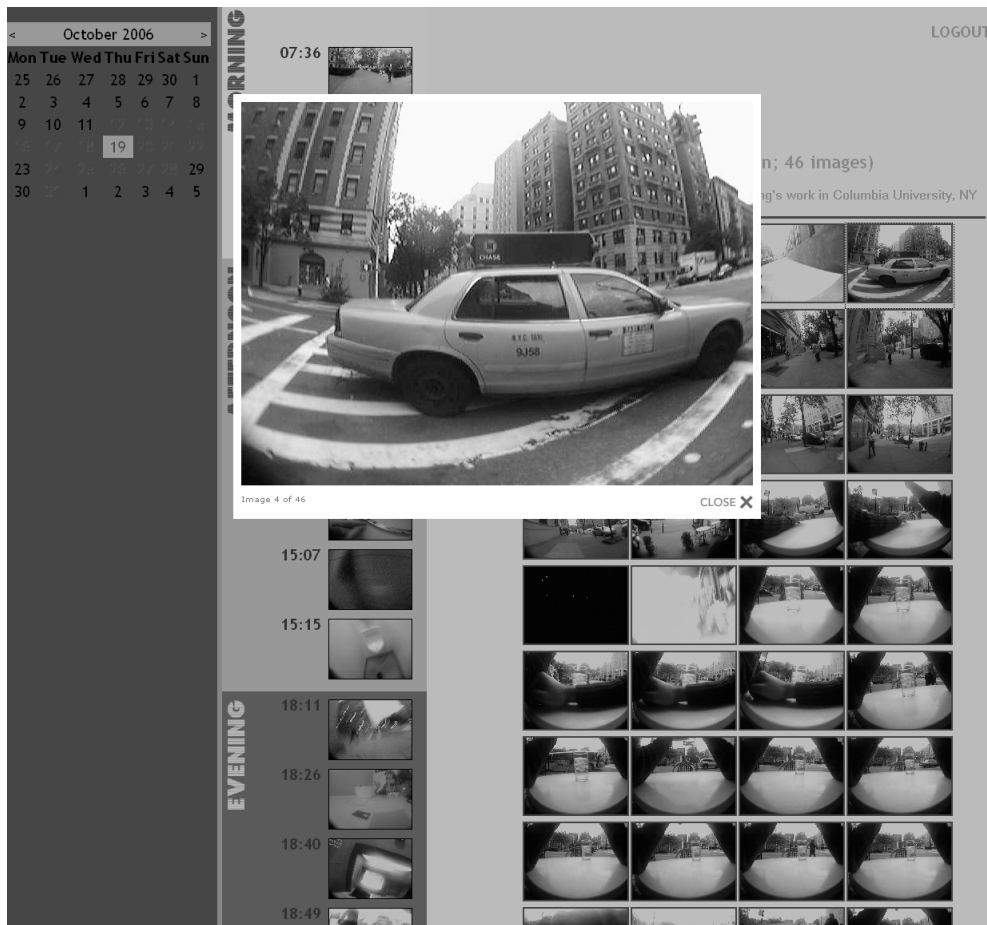 < October 2006 >
Mon Tue Wed Thu Fri Sat Sun
25 26 27 28 29 30 1
2 3 4 5 6 7 8
9 10 11
19
23 29
30 1 2 3 4 5
MORNING
07:36
LOGOUT
n; 46 images)
ng's work in Columbia University, NY
CHASE
N.Y.C. TAXI
9J58
Image 4 of 46
CLOSE X
AFTERNOON
15:07
15:15
EVENING
18:11
18:26
18:40
18:49